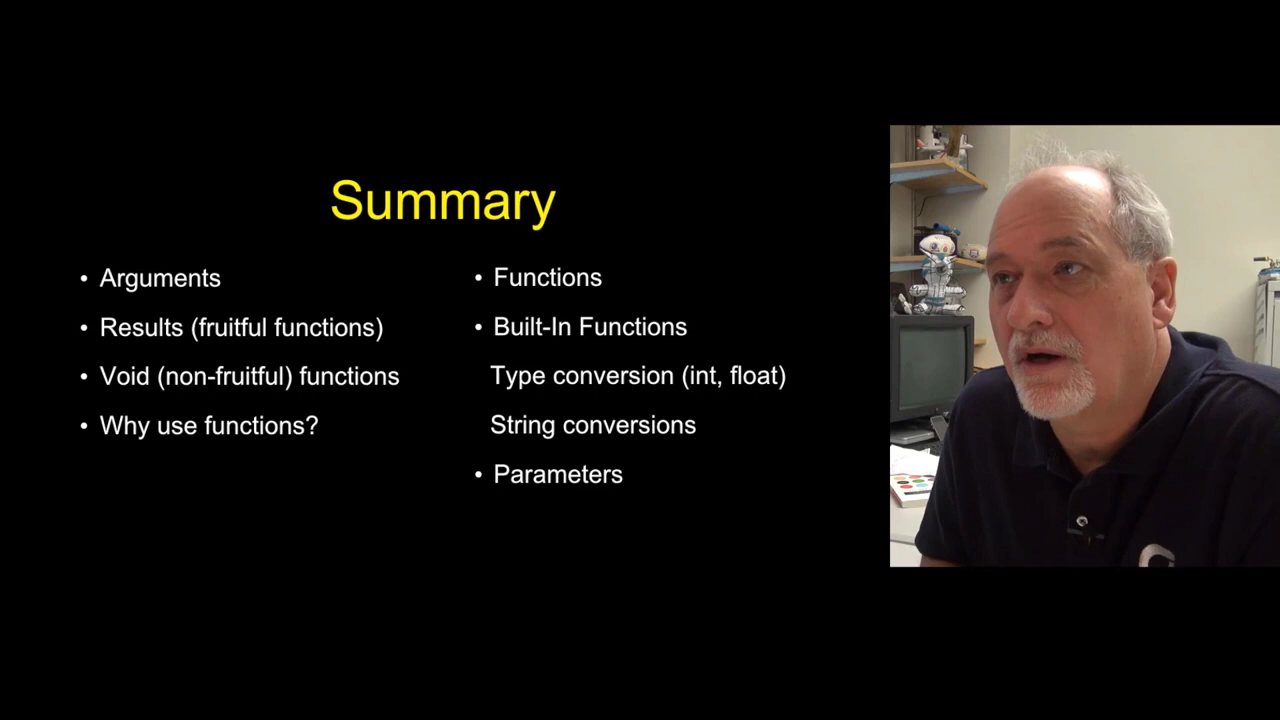 Summary
• Arguments
• Results (fruitful functions)
• Void (non-fruitful) functions
• Why use functions?
• Functions
• Built-In Functions
Type conversion (int, float)
String conversions
• Parameters